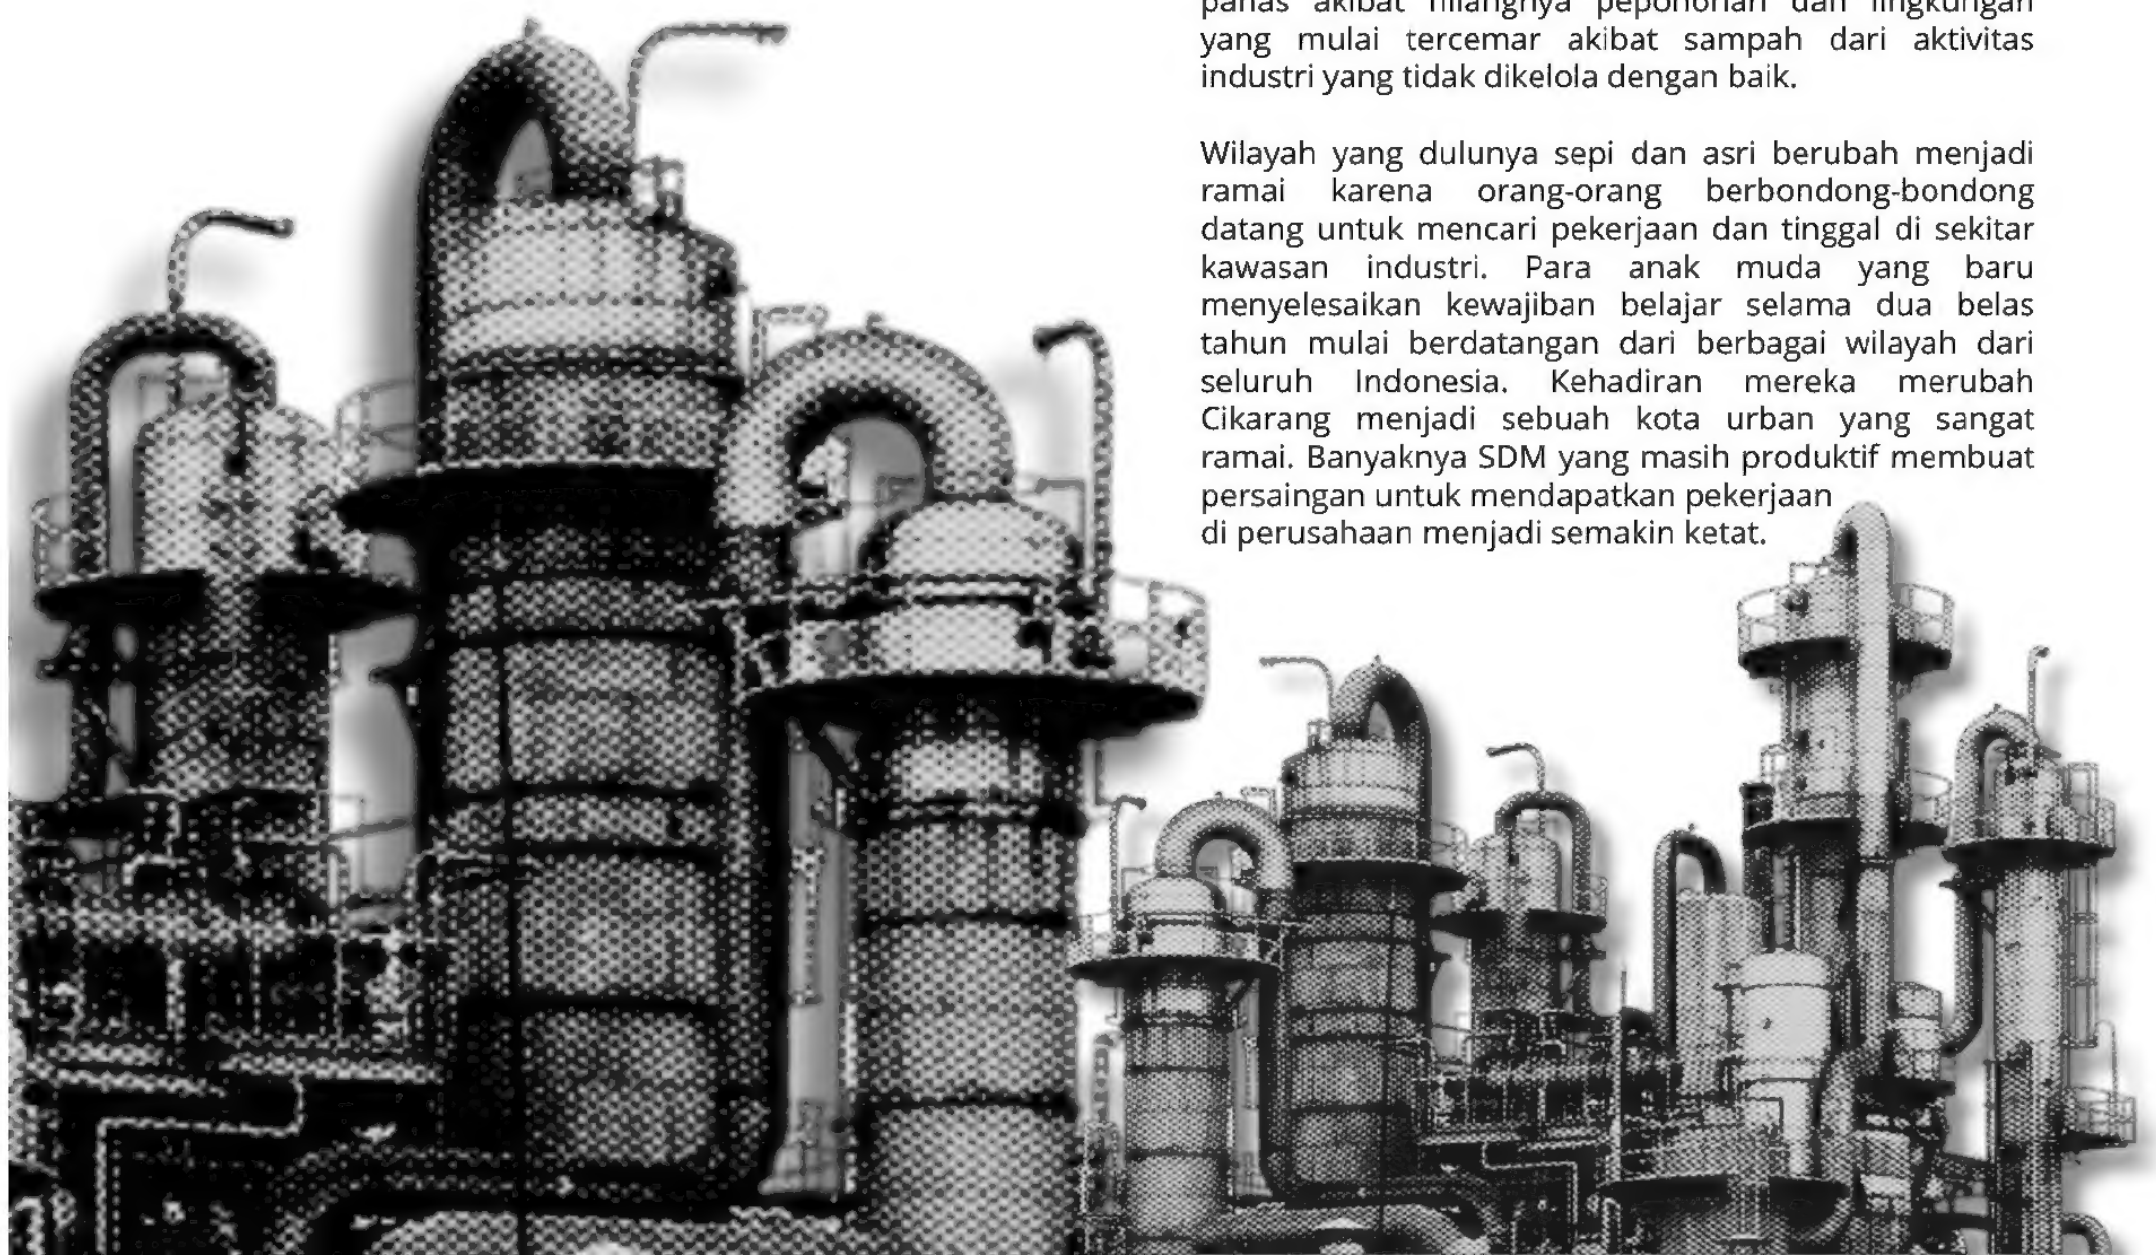 panas akibat hilangnya pepohonan dan lingkungan
yang mulai tercemar akibat sampah dari aktivitas
industri yang tidak dikelola dengan baik.
Wilayah yang dulunya sepi dan asri berubah menjadi
ramai karena orang-orang berbondong-bondong
datang untuk mencari pekerjaan dan tinggal di sekitar
kawasan industri. Para anak muda yang baru
menyelesaikan kewajiban belajar selama dua belas
tahun mulai berdatangan dari berbagai wilayah dari
seluruh Indonesia. Kehadiran mereka merubah
Cikarang menjadi sebuah kota urban yang sangat
ramai. Banyaknya SDM yang masih produktif membuat
persaingan untuk mendapatkan pekerjaan
di perusahaan menjadi semakin ketat.